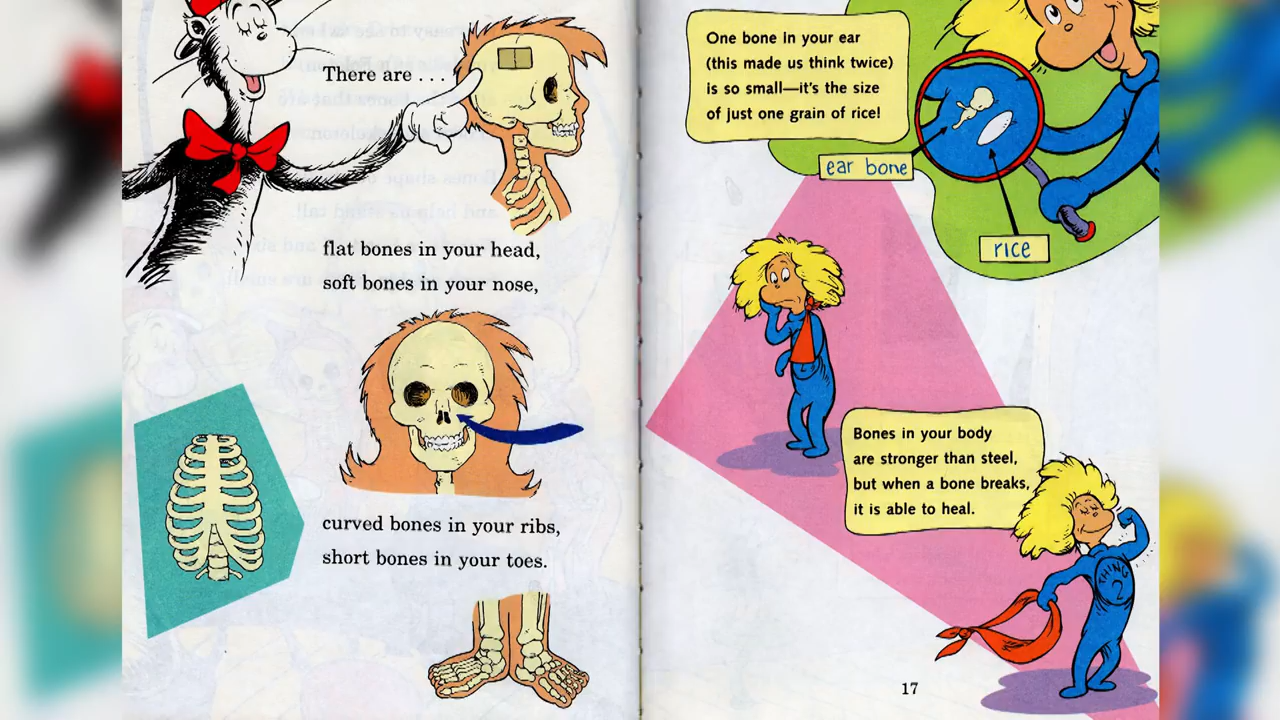 There are . . .
flat bones in your head,
soft bones in your nose,
curved bones in your ribs,
short bones in your toes.
One bone in your ear
(this made us think twice)
is so small—it's the size
of just one grain of rice!
ear bone
rice
Bones in your body
are stronger than steel,
but when a bone breaks,
it is able to heal.
THING
2
17